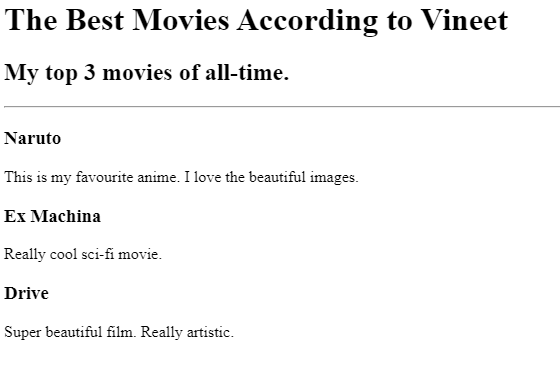 The Best Movies According to Vineet
My top 3 movies of all-time.
Naruto
This is my favourite anime. I love the beautiful images.
Ex Machina
Really cool sci-fi movie.
Drive
Super beautiful film. Really artistic.